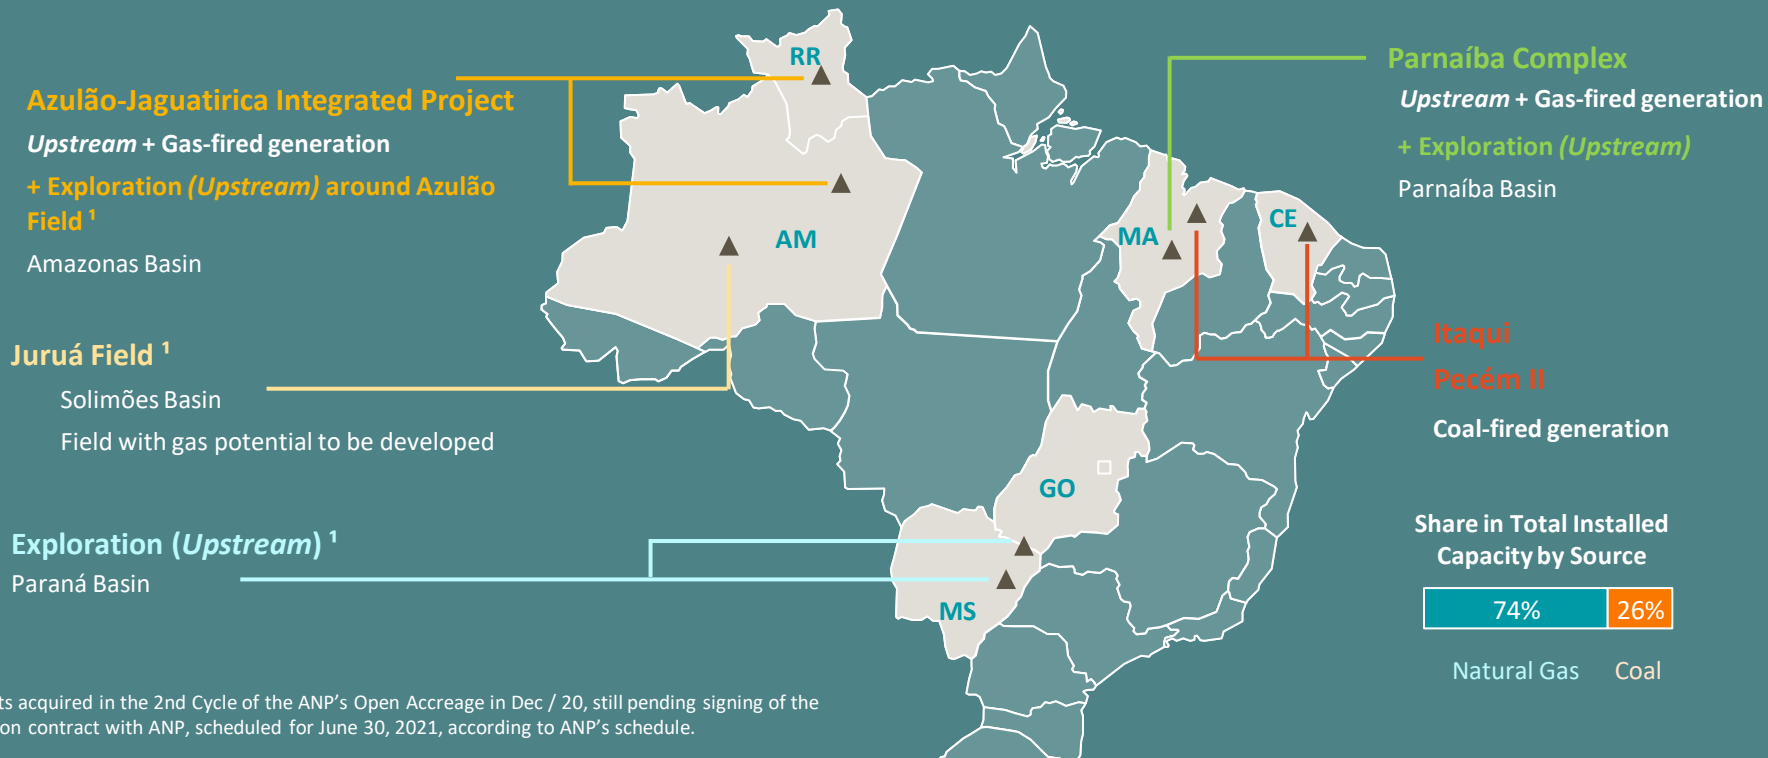 Azulão-Jaguatirica Integrated Project
Upstream + Gas-fired generation
+ Exploration (Upstream) around Azulão
Field ¹
Amazonas Basin
Juruá Field ¹
Solimões Basin
Field with gas potential to be developed
Exploration (Upstream) ¹
Paraná Basin
RR
AM
MA
CE
GO
MS
Parnaíba Complex
Upstream + Gas-fired generation
+ Exploration (Upstream)
Parnaíba Basin
Itaqui
Pecém II
Coal-fired generation
Share in Total Installed
Capacity by Source
74%
26%
Natural Gas
Coal
acquired in the 2nd Cycle of the ANP's Open Accreage in Dec / 20, still pending signing of the
contract with ANP, scheduled for June 30, 2021, according to ANP's schedule.